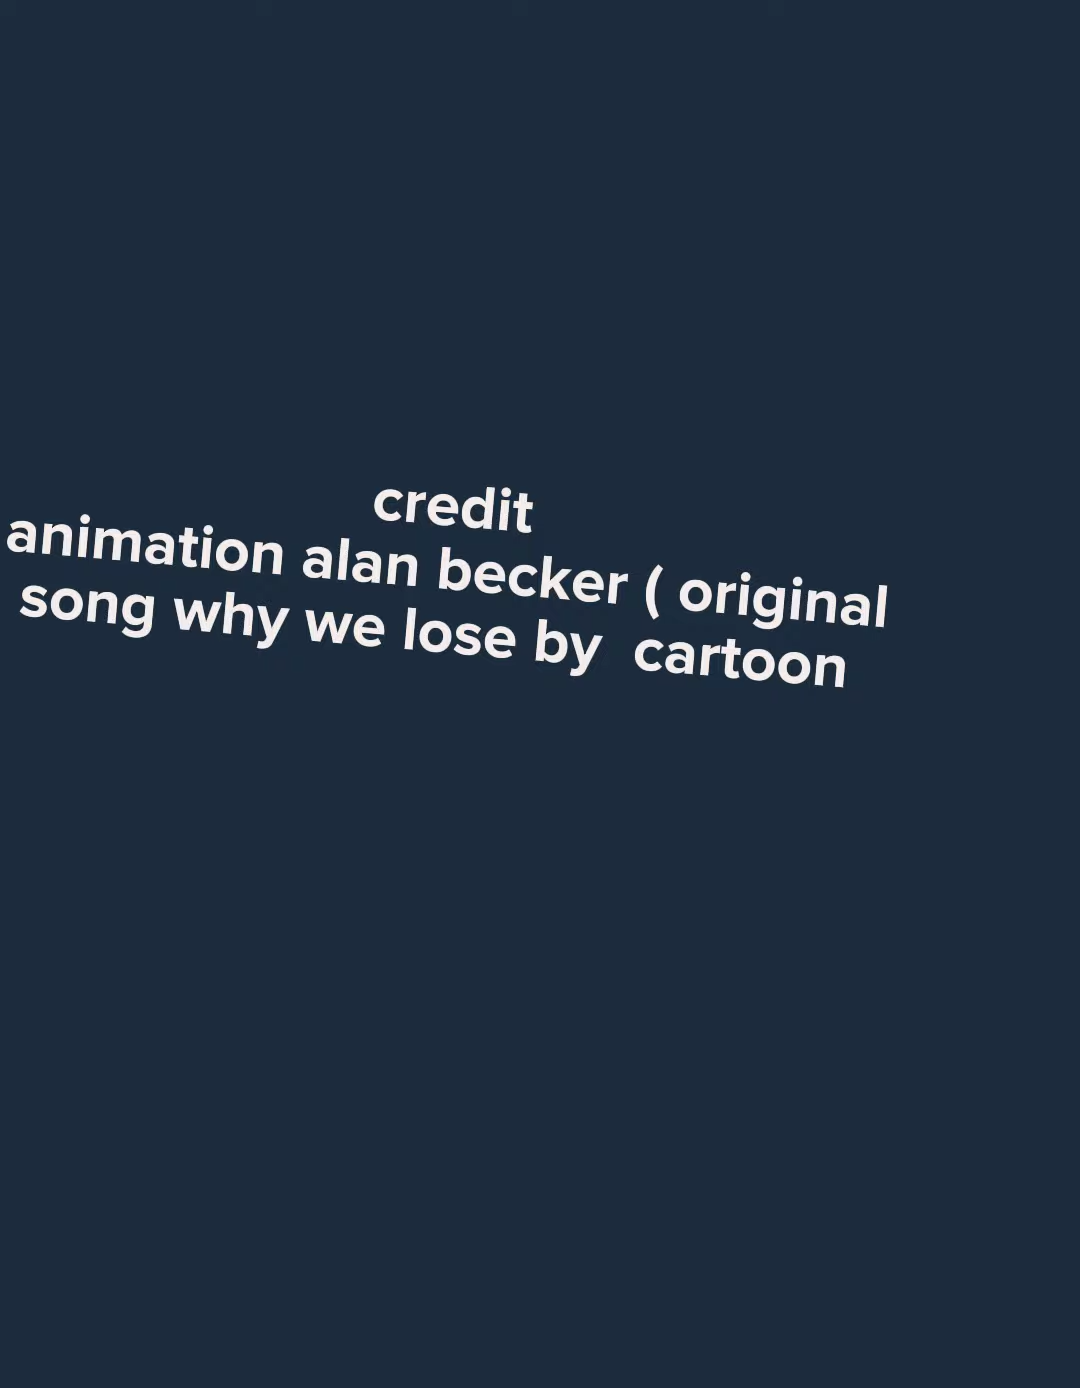 credit
animation alan becker ( original
song why we lose by  cartoon